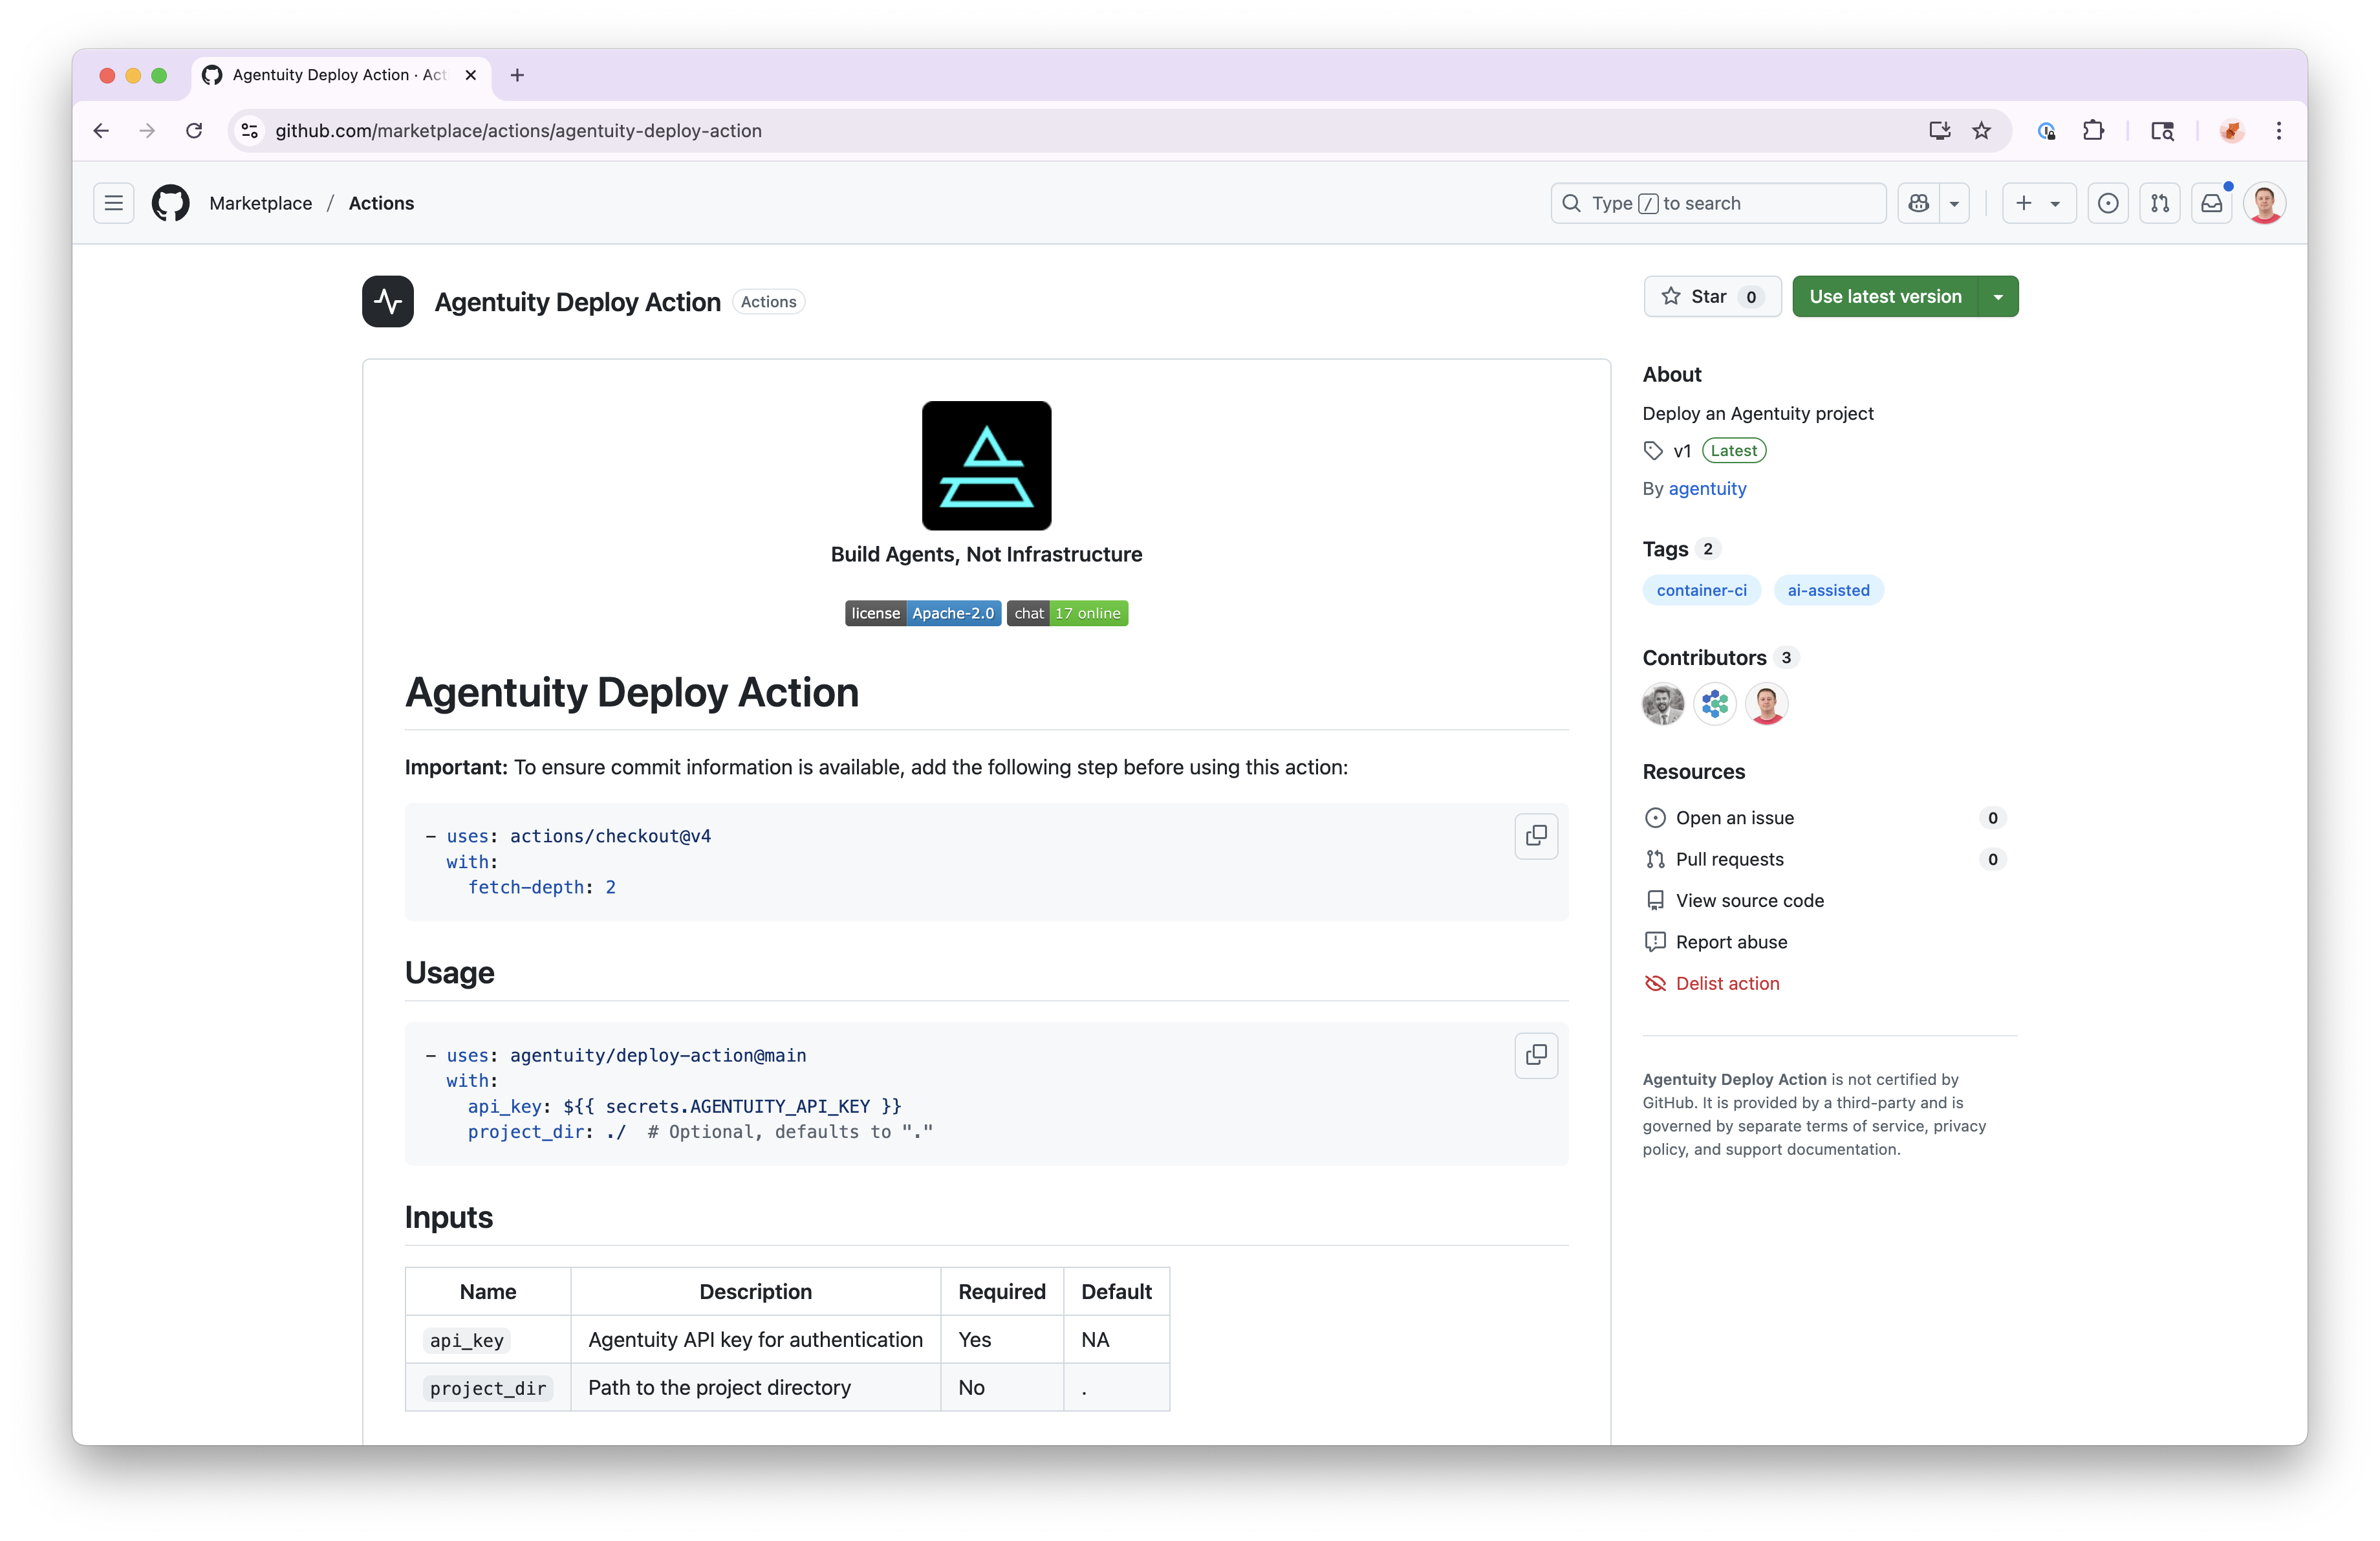 Agentuity Deploy Action · Act
github.com/marketplace/actions/agentuity-deploy-action
Marketplace / Actions
Type / to search
Agentuity Deploy Action Actions
Star 0
Use latest version
Build Agents, Not Infrastructure
license Apache-2.0 chat 17 online
Agentuity Deploy Action
Important: To ensure commit information is available, add the following step before using this action:
- uses: actions/checkout@v4
with:
fetch-depth: 2
Usage
- uses: agentuity/deploy-action@main
with:
api_key: ${{ secrets.AGENTUITY_API_KEY }}
project_dir: ./ # Optional, defaults to "."
Inputs
Name Description Required Default
api_key Agentuity API key for authentication Yes NA
project_dir Path to the project directory No .
About
Deploy an Agentuity project
v1 Latest
By agentuity
Tags 2
container-ci ai-assisted
Contributors 3
Resources
Open an issue 0
Pull requests 0
View source code
Report abuse
Delist action
Agentuity Deploy Action is not certified by
GitHub. It is provided by a third-party and is
governed by separate terms of service, privacy
policy, and support documentation.